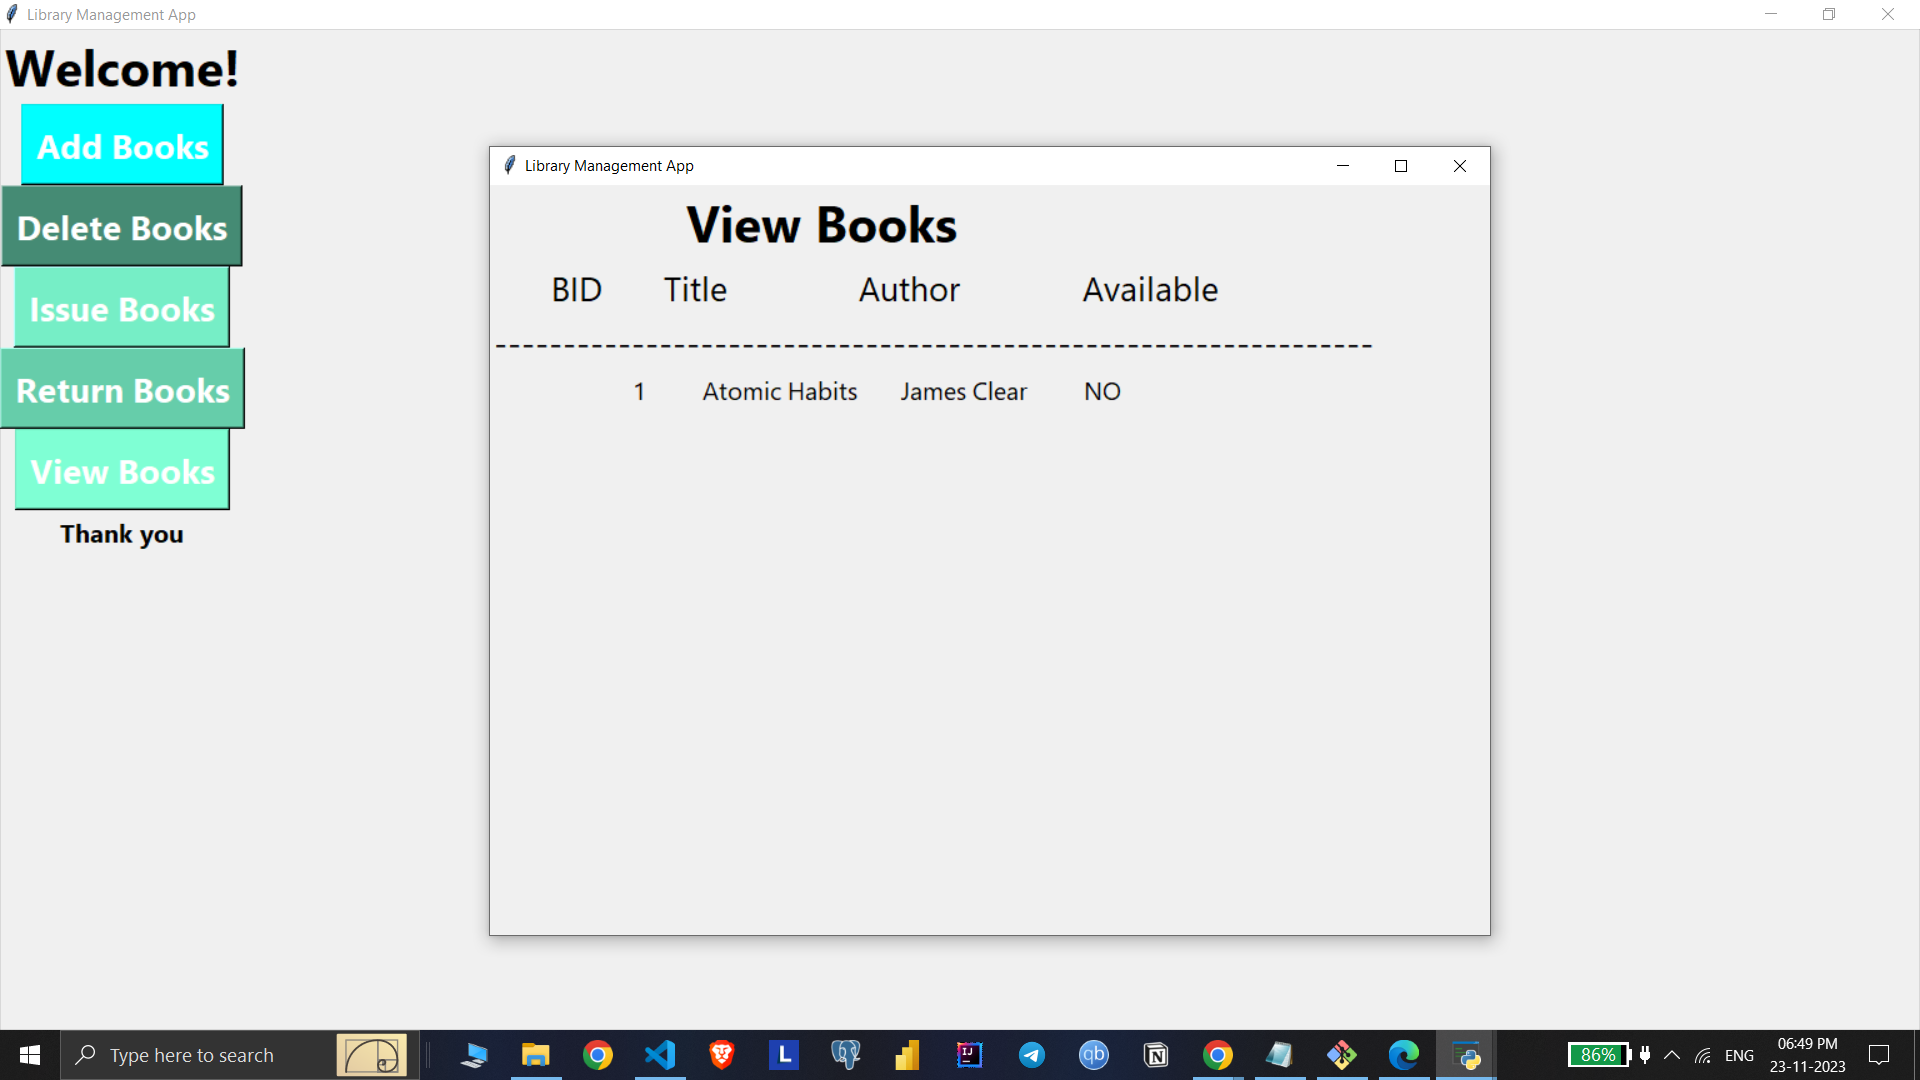 Library Management App
Welcome!
Add Books
Delete Books
Issue Books
Return Books
View Books
Thank you
Library Management App
View Books
BID Title Author Available
----------------------------------------------------------------
1 Atomic Habits James Clear NO
Type here to search
L
IJ
qb
N
86%
ENG
06:49 PM
23-11-2023